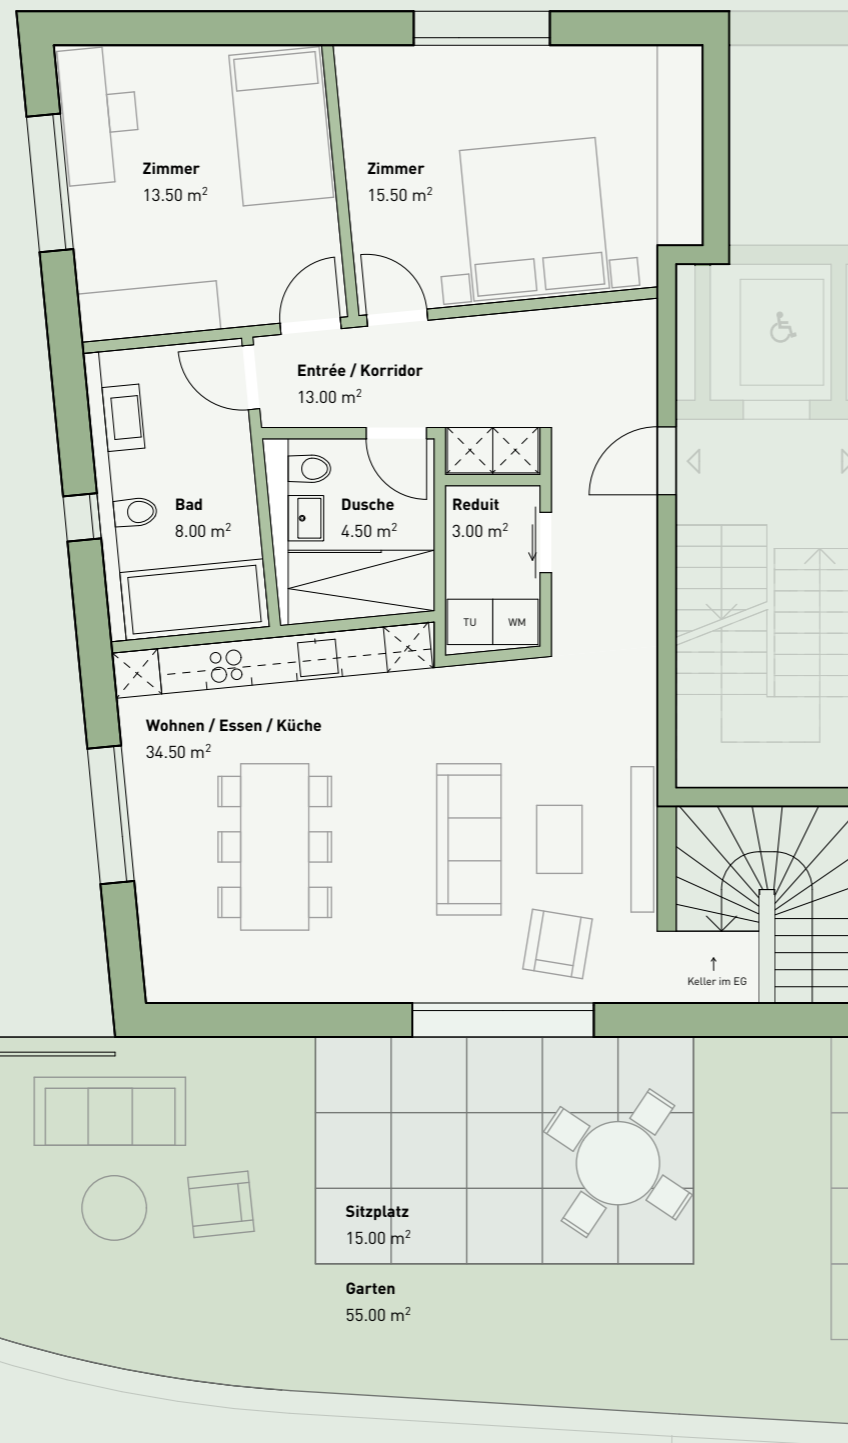 Zimmer
13.50 m²
Zimmer
15.50 m²
Entrée / Korridor
13.00 m²
Bad
8.00 m²
Dusche
4.50 m²
Reduit
3.00 m²
TU
WM
Wohnen / Essen / Küche
34.50 m²
Keller im EG
Sitzplatz
15.00 m²
Garten
55.00 m²